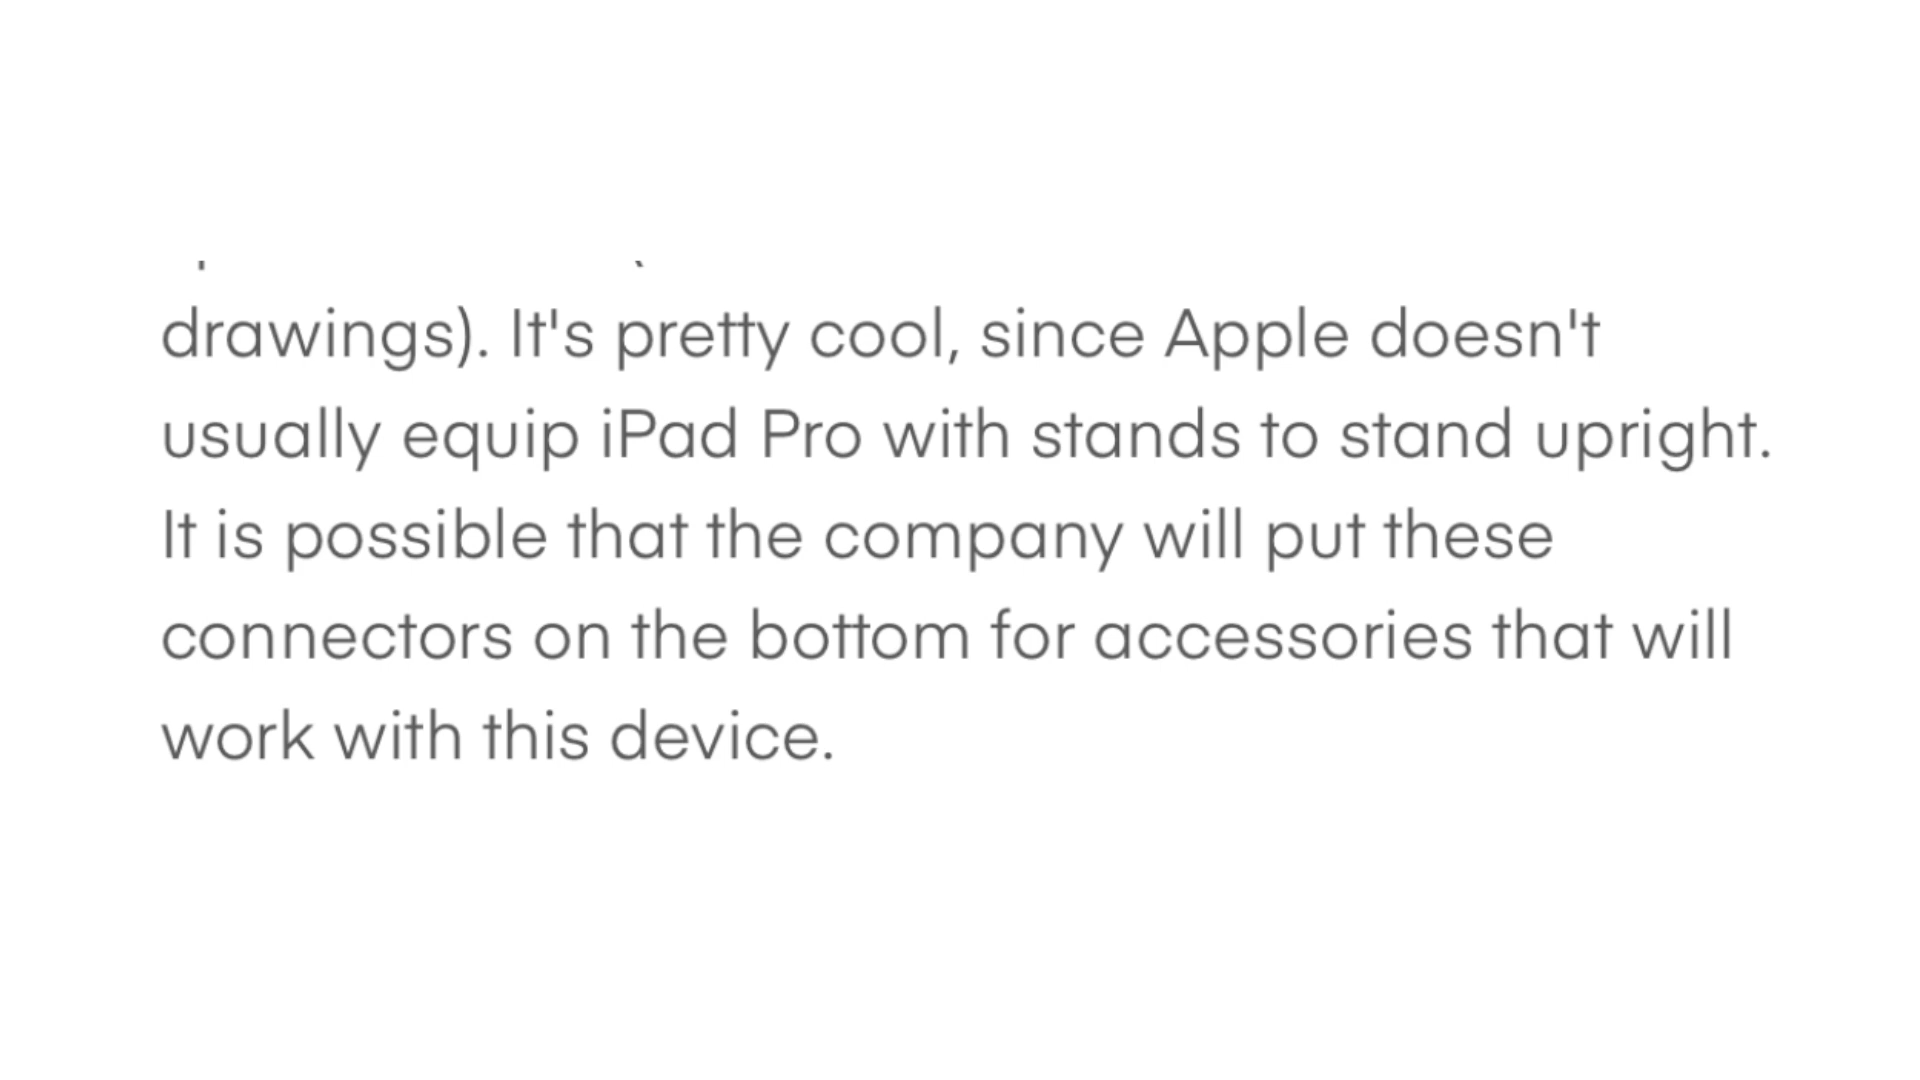 drawings). It's pretty cool, since Apple doesn't
usually equip iPad Pro with stands to stand upright.
It is possible that the company will put these
connectors on the bottom for accessories that will
work with this device.